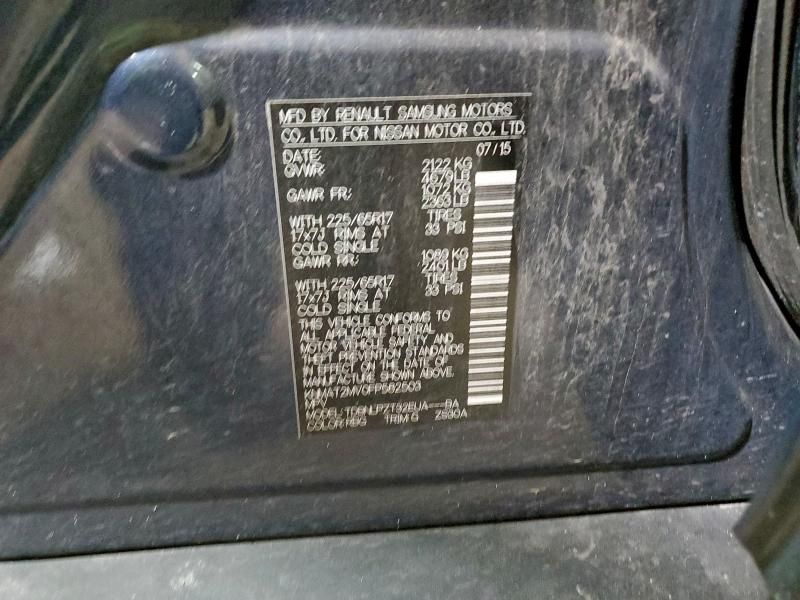 MFD BY RENAULT SAMSUNG MOTORS
CO., LTD. FOR NISSAN MOTOR CO., LTD.
DATE: 07/15
GVWR: 2122 KG
4679 LB
GAWR FR: 1072 KG
2363 LB
WITH 225/65R17 TIRES
17x7J RIMS AT 33 PSI
COLD SINGLE
GAWR RR: 1089 KG
2401 LB
WITH 225/65R17 TIRES
17x7J RIMS AT 33 PSI
COLD SINGLE
THIS VEHICLE CONFORMS TO
ALL APPLICABLE FEDERAL
MOTOR VEHICLE SAFETY AND
THEFT PREVENTION STANDARDS
IN EFFECT ON THE DATE OF
MANUFACTURE SHOWN ABOVE.
KNMAT2MV0FP562503
MPV
COLOR:RBG TRIM:G